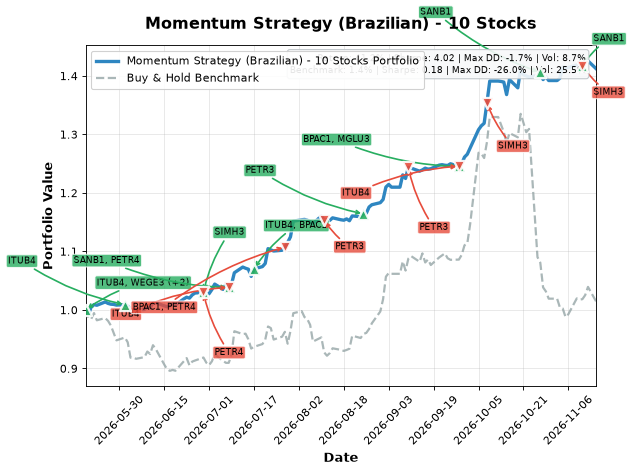 Momentum Strategy (Brazilian) - 10 Stocks
SANB1
SANB1
Momentum Strategy (Brazilian) - 10 Stocks Portfolio
Buy & Hold Benchmark
4.02 | Max DD: -1.7% | Vol: 8.7%
0.18 | Max DD: -26.0% | Vol: 25.5
SIMH3
BPAC1, MGLU3
SIMH3
PETR3
ITUB4
PETR3
SIMH3
ITUB4, BPAC
PETR3
ITUB4
SANB1, PETR4
ITUB4, WEGE3 (+2)
BPAC1, PETR4
ITUB4
PETR4
1.4
1.3
1.2
1.1
1.0
0.9
Portfolio Value
2026-05-30
2026-06-15
2026-07-01
2026-07-17
2026-08-02
2026-08-18
2026-09-03
2026-09-19
2026-10-05
2026-10-21
2026-11-06
Date